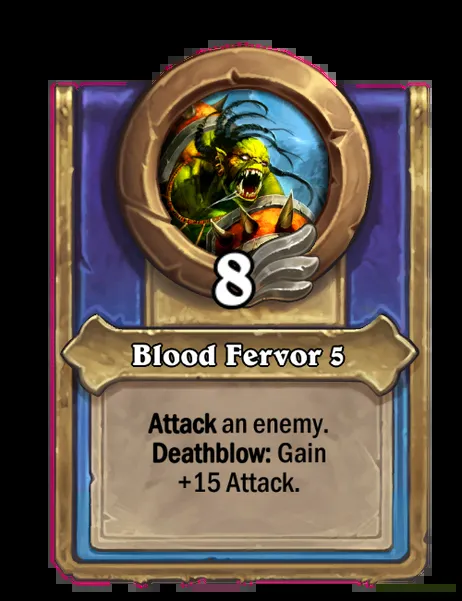 8
Blood Fervor 5
Attack an enemy.
Deathblow: Gain
+15 Attack.